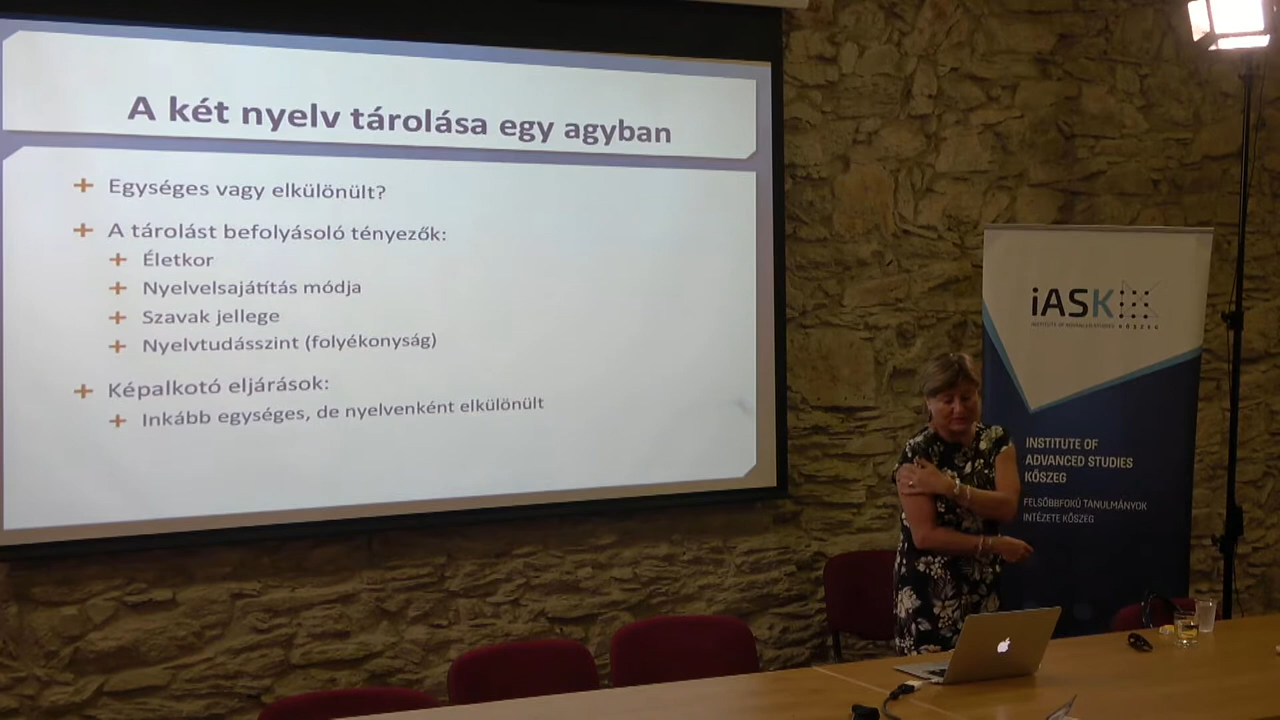 A két nyelv tárolása egy agyban
Egységes vagy elkülönült?
A tárolást befolyásoló tényezők:
Életkor
Nyelvelsajátítás módja
Szavak jellege
Nyelvtudásszint (folyékonyság)
Képalkotó eljárások:
Inkább egységes, de nyelvenként elkülönült
iASK
INSTITUTE OF ADVANCED STUDIES KŐSZEG
INSTITUTE OF
ADVANCED STUDIES
KŐSZEG
FELSŐBBFOKÚ TANULMÁNYOK
INTÉZETE KŐSZEG